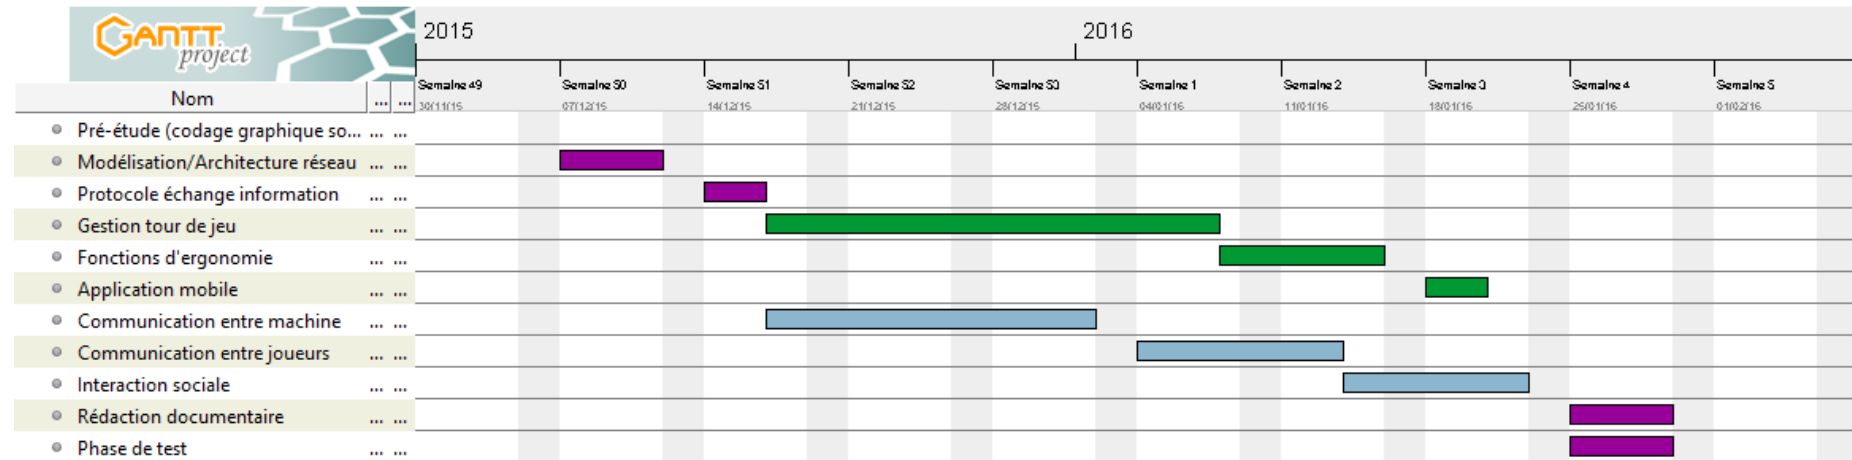 GANTT
project
2015
2016
Semaine 49
Semaine 50
Semaine 51
Semaine 52
Semaine 53
Semaine 1
Semaine 2
Semaine 3
Semaine 4
Semaine 5
Nom
...
...
30/11/15
07/12/15
14/12/15
21/12/15
28/12/15
04/01/16
11/01/16
18/01/16
25/01/16
01/02/16
Pré-étude (codage graphique so... ... ...
Modélisation/Architecture réseau ... ...
Protocole échange information ... ...
Gestion tour de jeu ... ...
Fonctions d'ergonomie ... ...
Application mobile ... ...
Communication entre machine ... ...
Communication entre joueurs ... ...
Interaction sociale ... ...
Rédaction documentaire ... ...
Phase de test ... ...